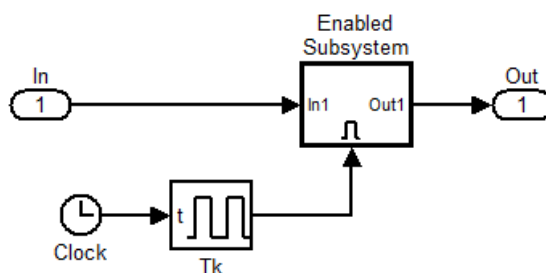 Enabled
Subsystem
In
Out
1
In1
Out1
1
t
Clock
Tk